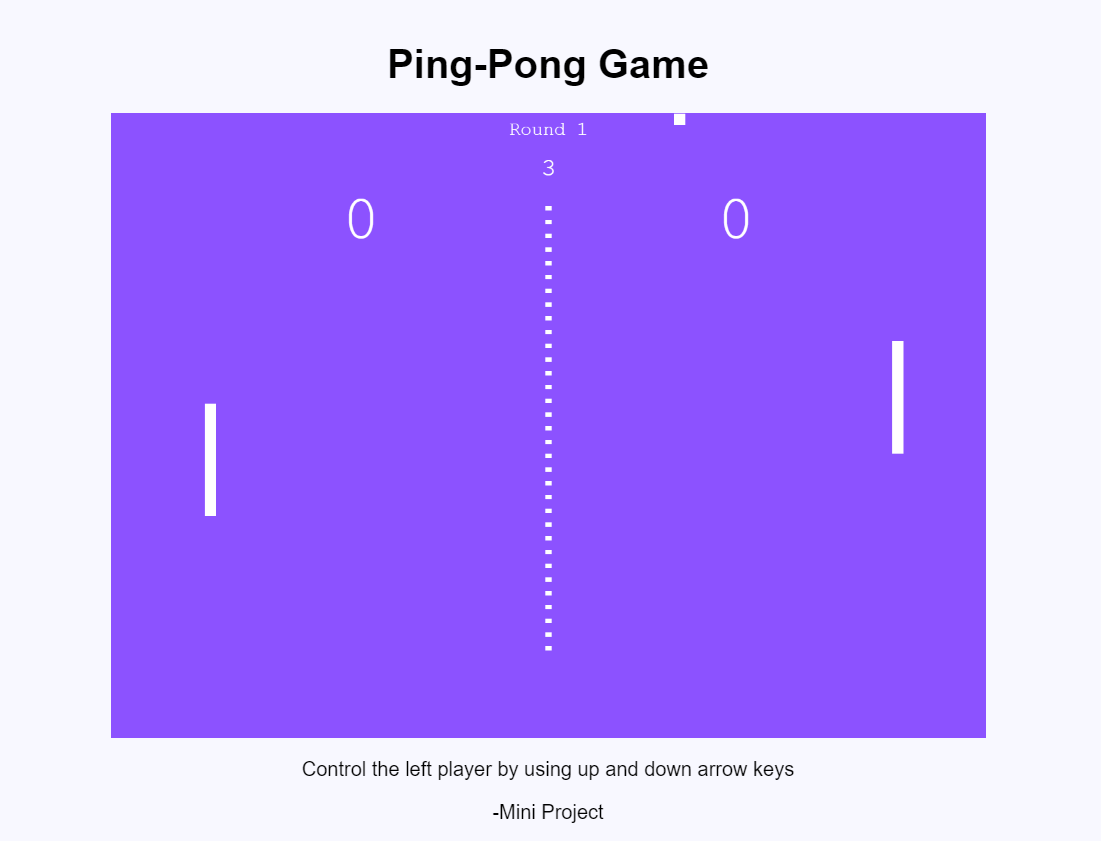 Ping-Pong Game
Round 1
3
0 0
Control the left player by using up and down arrow keys
-Mini Project